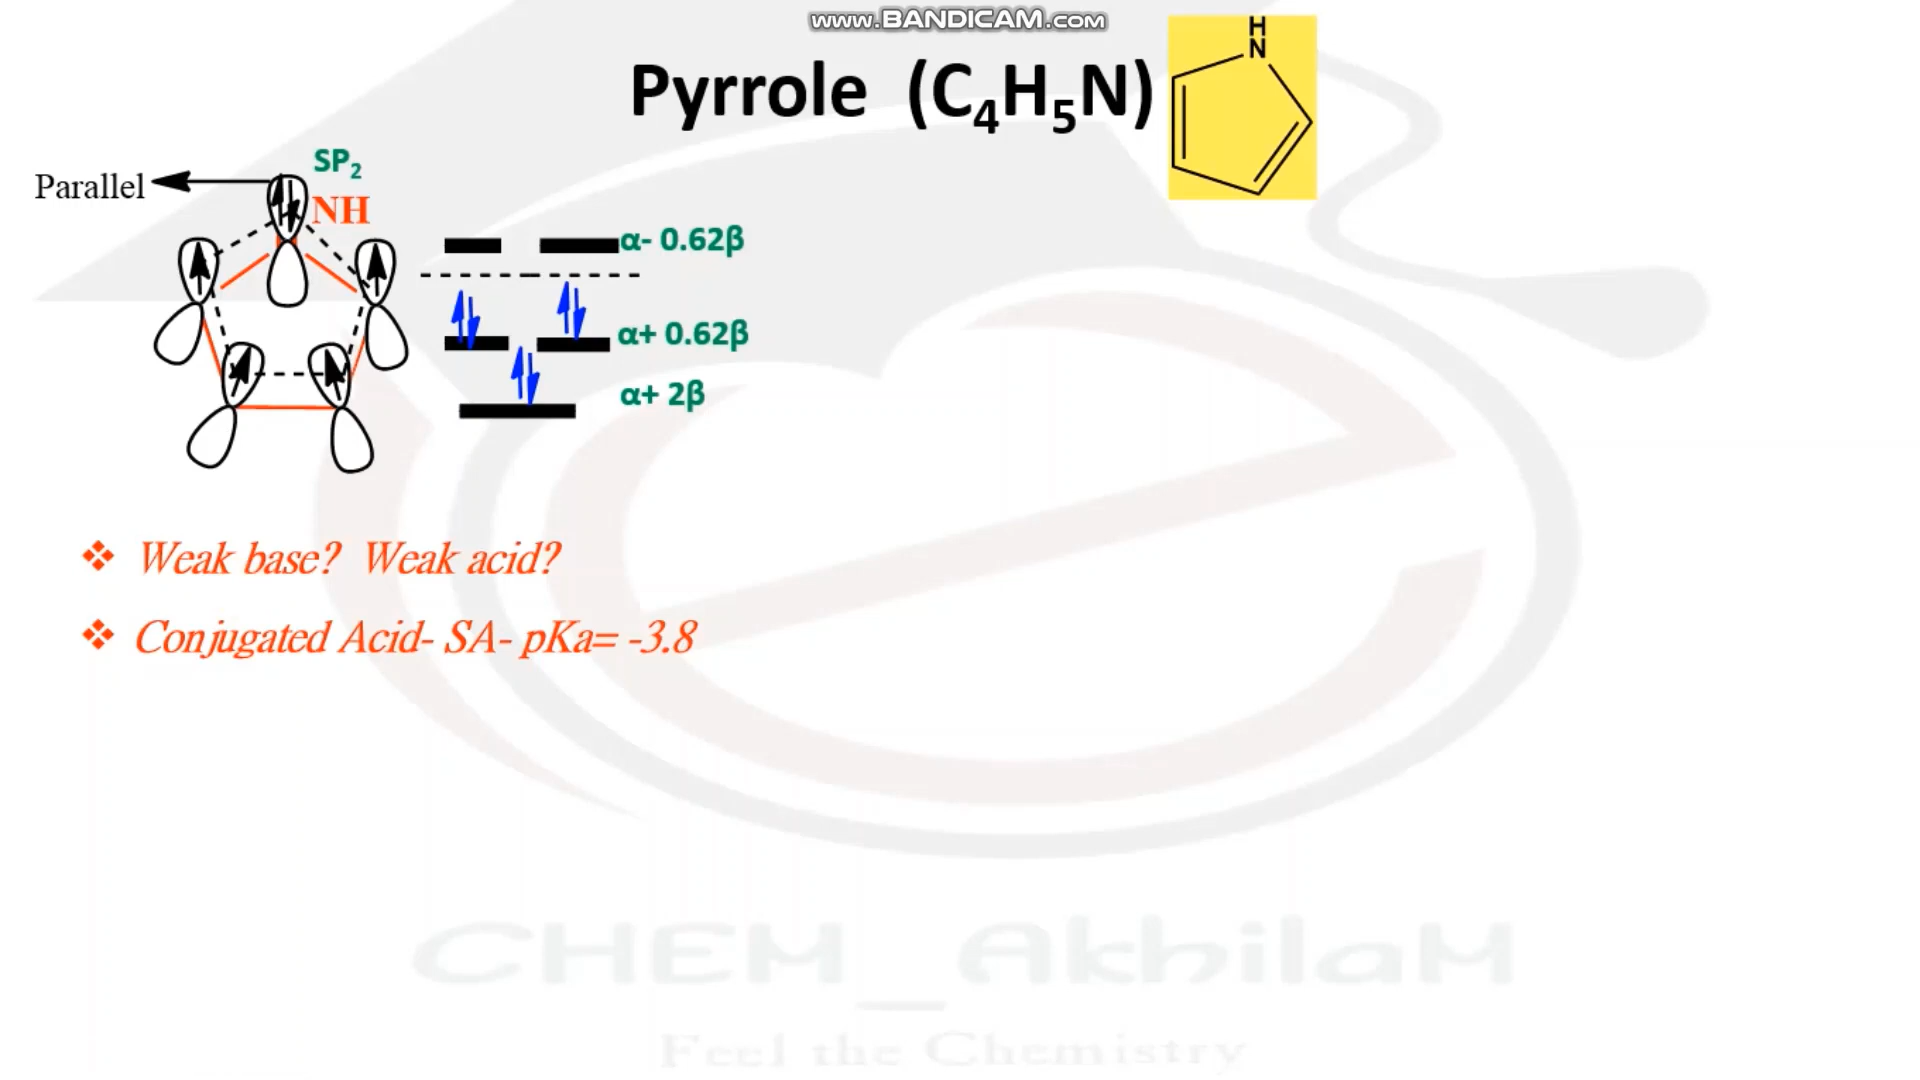 www.BANDICAM.com
H
N
Pyrrole (C₄H₅N)
SP₂
Parallel
NH
α- 0.62β
α+ 0.62β
α+ 2β
❖ Weak base? Weak acid?
❖ Conjugated Acid- SA- pKa= -3.8
CHEM_AkhilaM
Feel the Chemistry